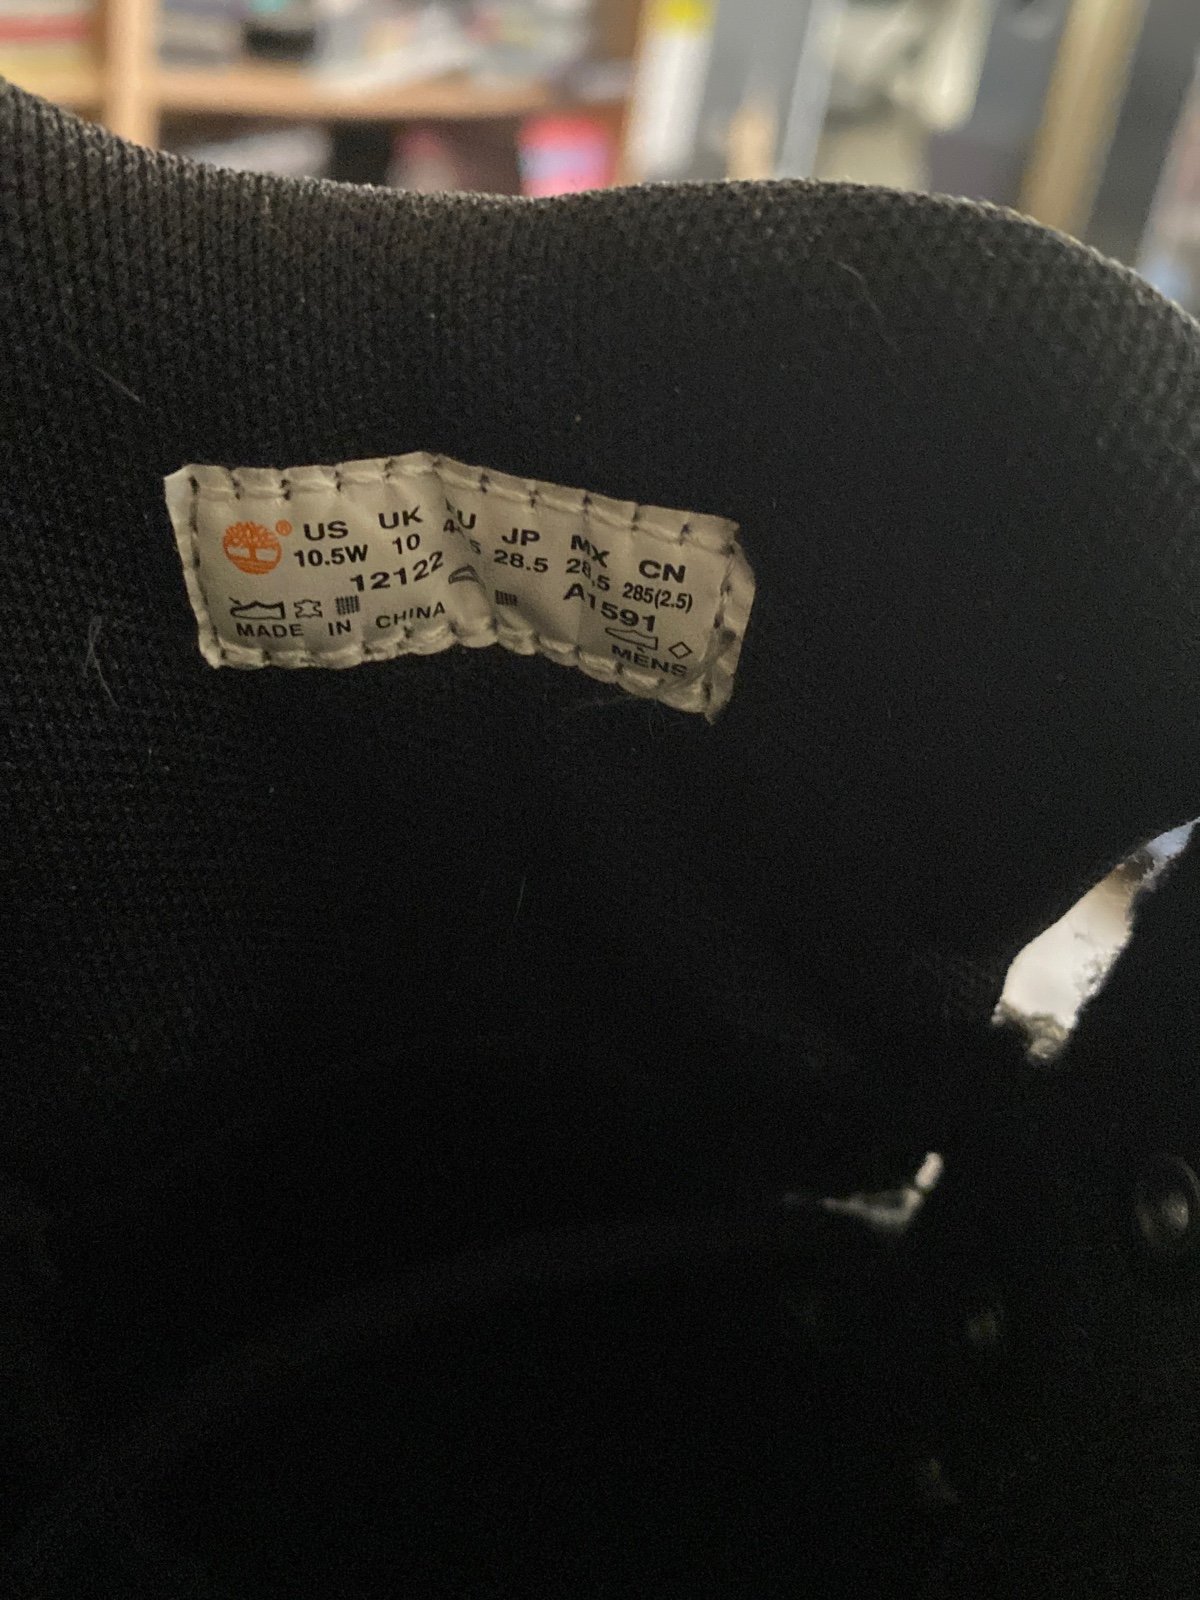 ® US UK EU JP MX CN
10.5W 10 28.5 28.5 285(2.5)
12122 A1591
MADE IN CHINA MENS